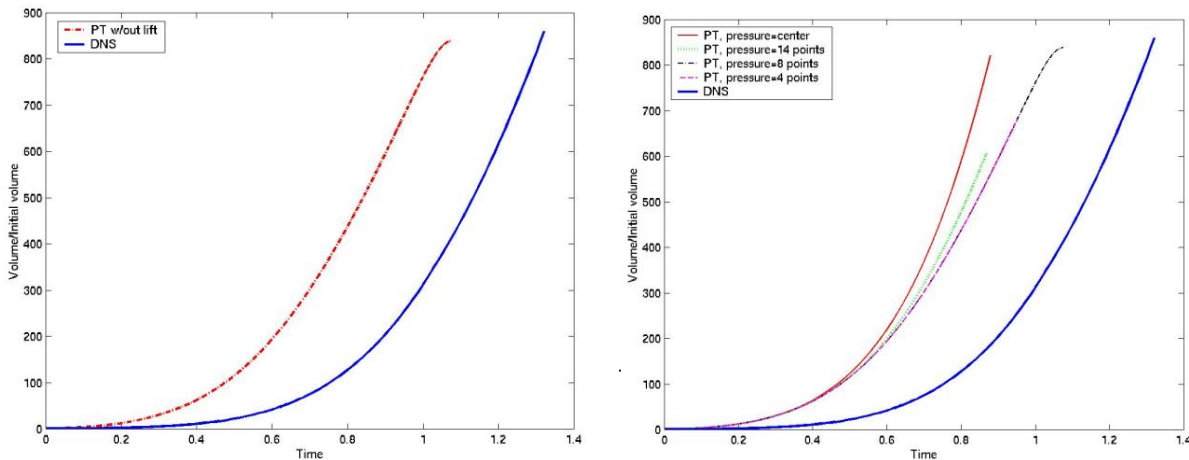 900
800
700
600
500
400
300
200
100
0
0 0.2 0.4 0.6 0.8 1 1.2 1.4
Time
Volume/Initial volume
PT w/out lift
DNS
900
800
700
600
500
400
300
200
100
0
0 0.2 0.4 0.6 0.8 1 1.2 1.4
Time
Volume/Initial volume
PT, pressure=center
PT, pressure=14 points
PT, pressure=8 points
PT, pressure=4 points
DNS
.